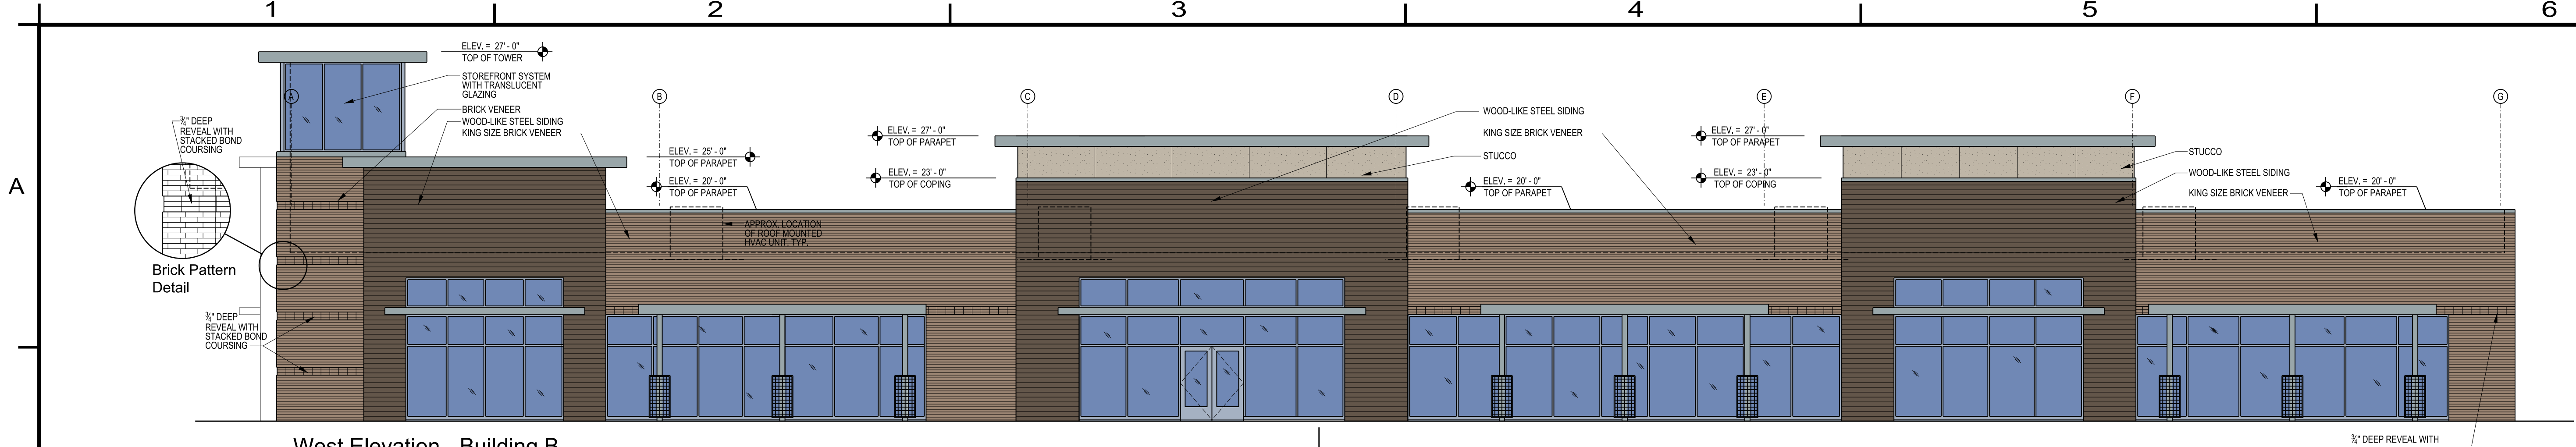 1
2
3
4
5
6
A
ELEV. = 27' - 0"
TOP OF TOWER
STOREFRONT SYSTEM
WITH TRANSLUCENT
GLAZING
BRICK VENEER
WOOD-LIKE STEEL SIDING
KING SIZE BRICK VENEER
¾" DEEP
REVEAL WITH
STACKED BOND
COURSING
Brick Pattern
Detail
¾" DEEP
REVEAL WITH
STACKED BOND
COURSING
A
B
C
D
E
F
G
ELEV. = 25' - 0"
TOP OF PARAPET
ELEV. = 20' - 0"
TOP OF PARAPET
APPROX. LOCATION
OF ROOF MOUNTED
HVAC UNIT, TYP.
ELEV. = 27' - 0"
TOP OF PARAPET
ELEV. = 23' - 0"
TOP OF COPING
WOOD-LIKE STEEL SIDING
KING SIZE BRICK VENEER
STUCCO
ELEV. = 20' - 0"
TOP OF PARAPET
ELEV. = 27' - 0"
TOP OF PARAPET
ELEV. = 23' - 0"
TOP OF COPING
STUCCO
WOOD-LIKE STEEL SIDING
KING SIZE BRICK VENEER
ELEV. = 20' - 0"
TOP OF PARAPET
West Elevation - Building B
¾" DEEP REVEAL WITH